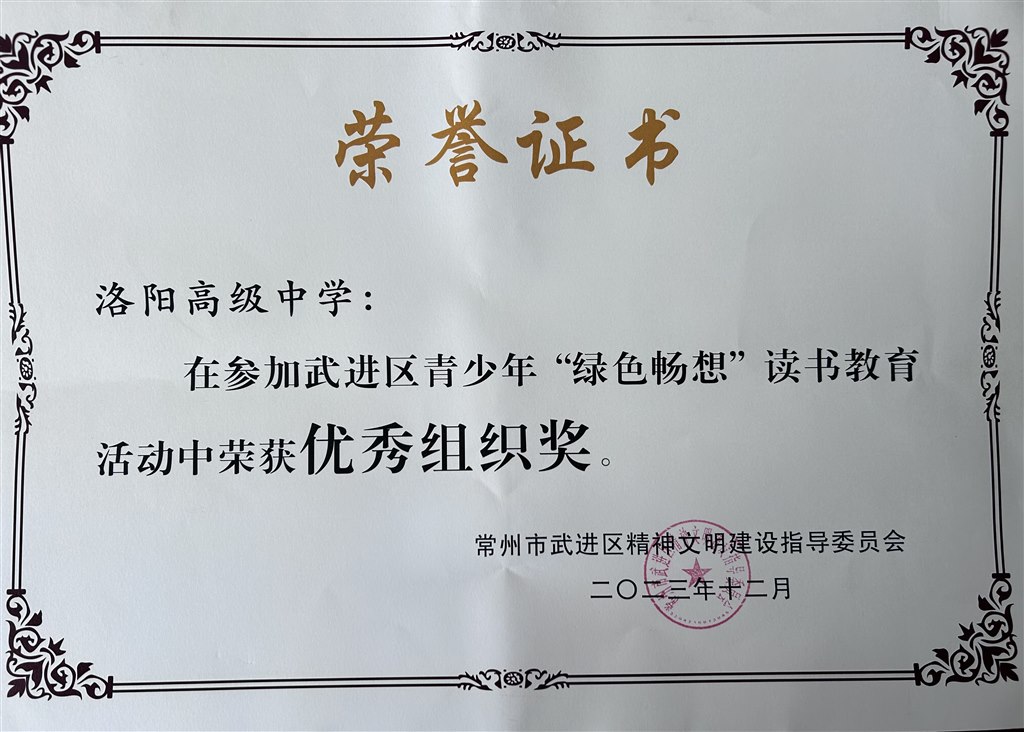 荣誉证书
洛阳高级中学：
在参加武进区青少年“绿色畅想”读书教育
活动中荣获优秀组织奖。
常州市武进区精神文明建设指导委员会
二〇二三年十二月